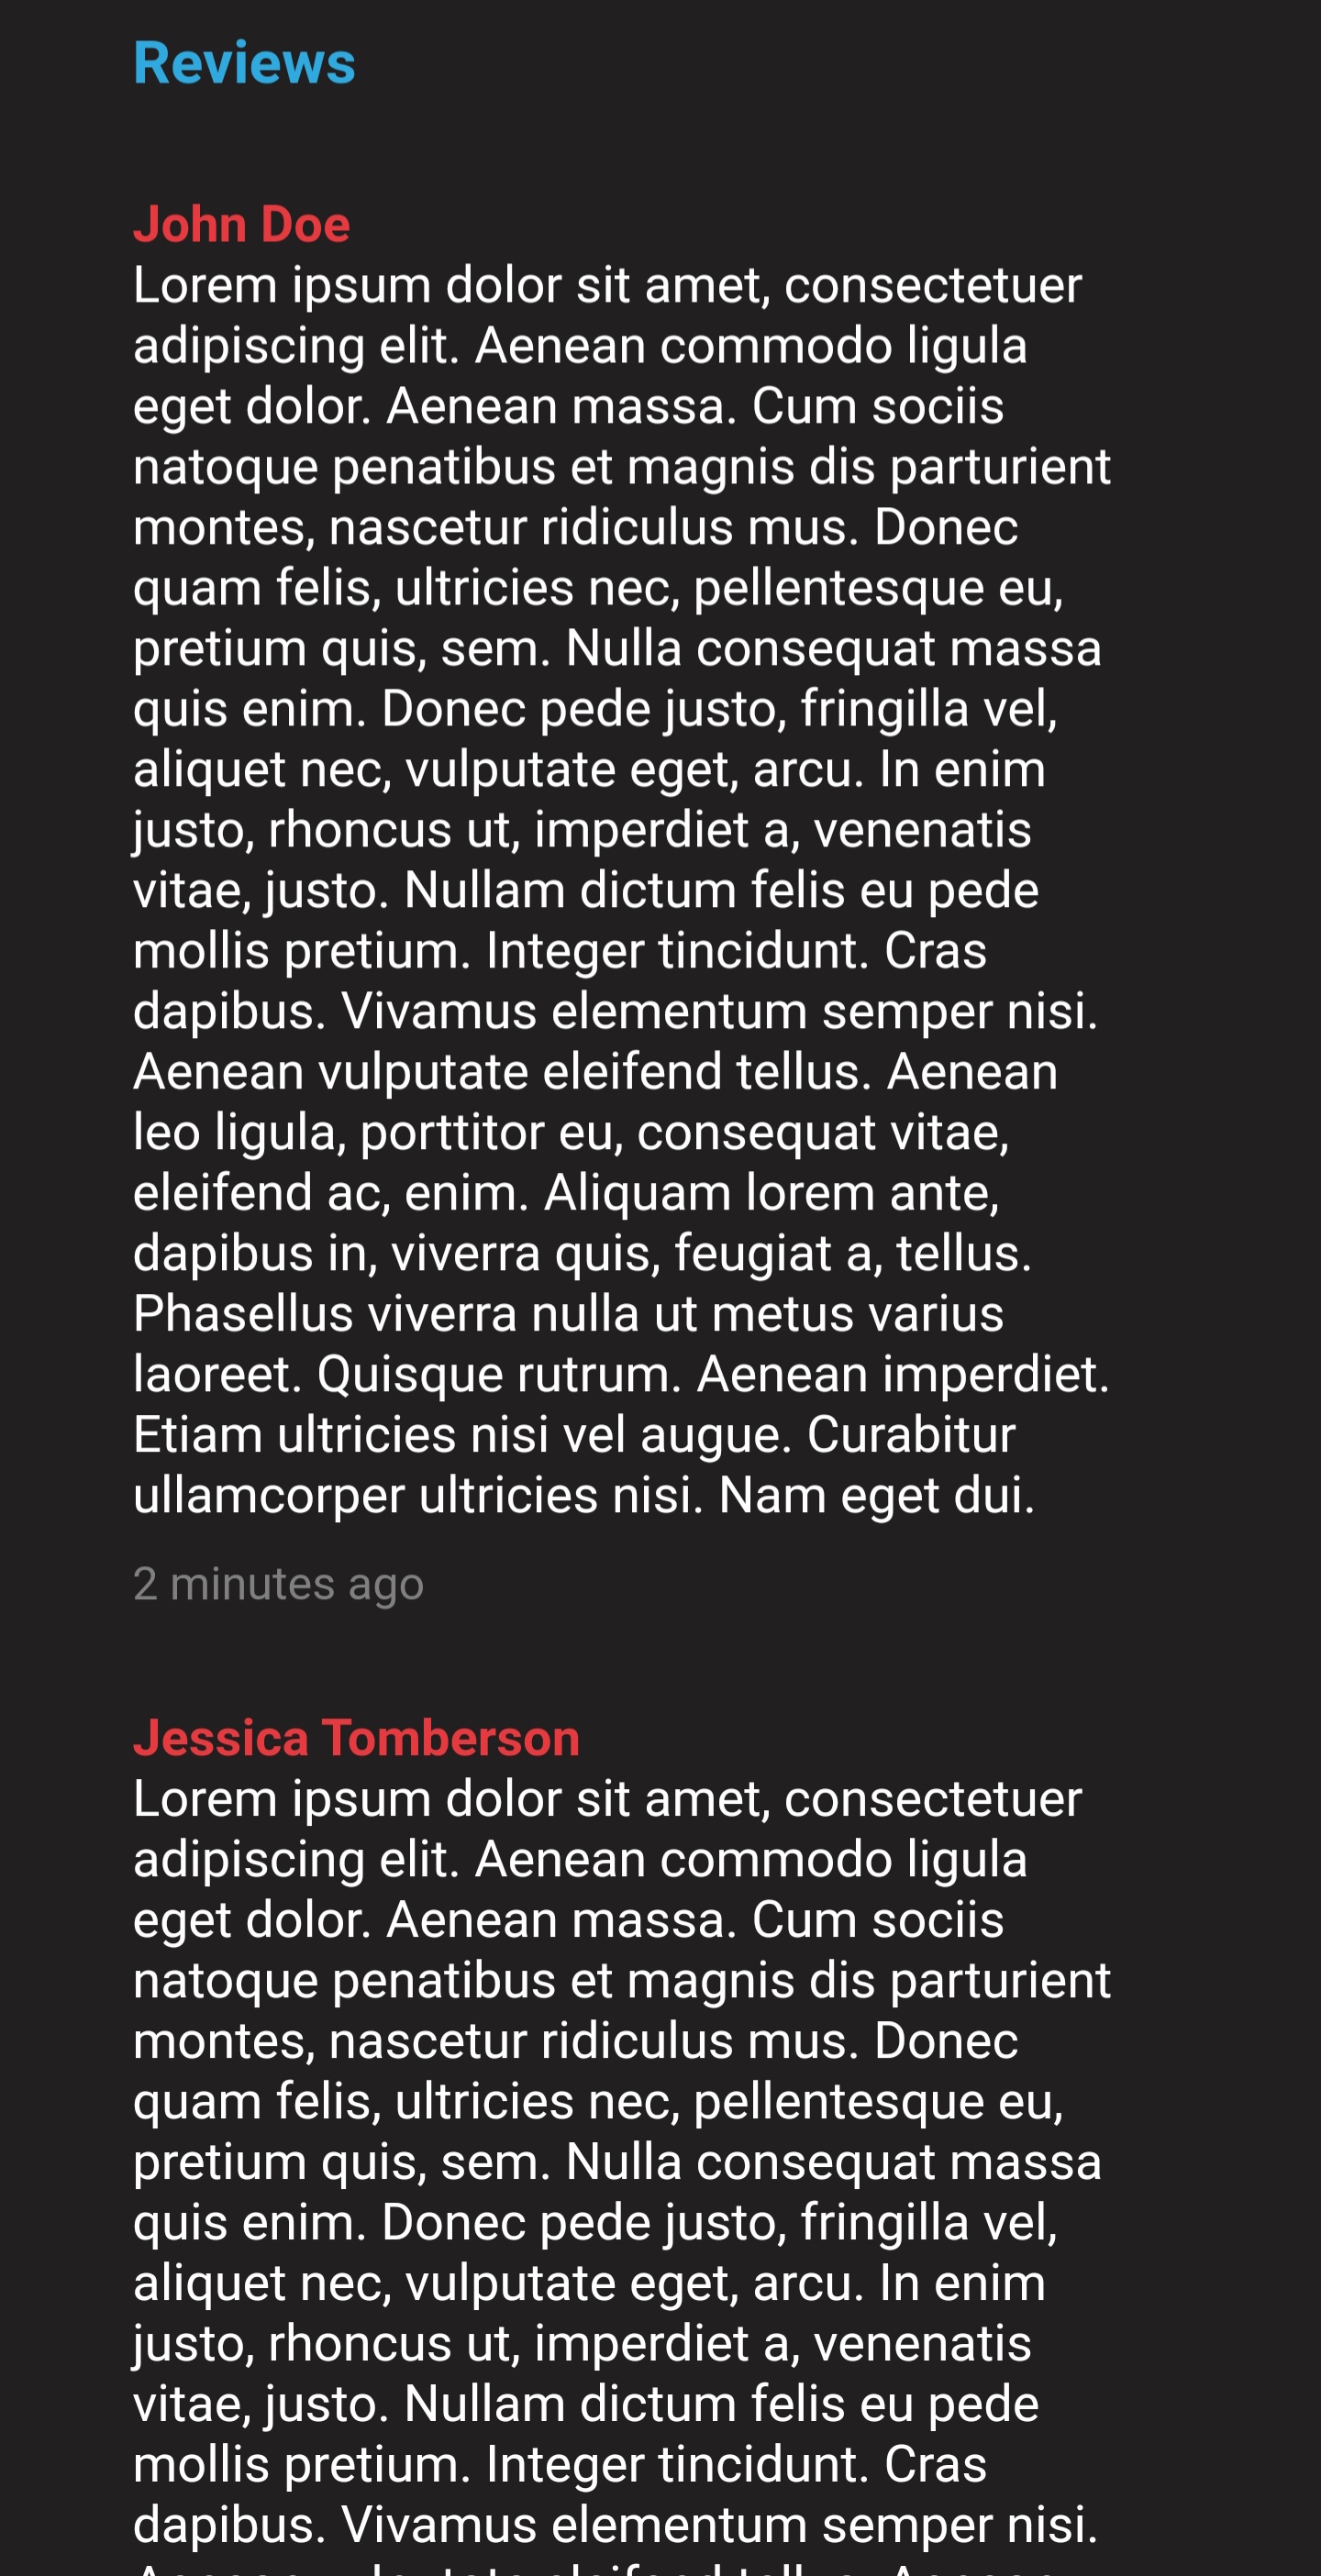 Reviews
John Doe
Lorem ipsum dolor sit amet, consectetuer
adipiscing elit. Aenean commodo ligula
eget dolor. Aenean massa. Cum sociis
natoque penatibus et magnis dis parturient
montes, nascetur ridiculus mus. Donec
quam felis, ultricies nec, pellentesque eu,
pretium quis, sem. Nulla consequat massa
quis enim. Donec pede justo, fringilla vel,
aliquet nec, vulputate eget, arcu. In enim
justo, rhoncus ut, imperdiet a, venenatis
vitae, justo. Nullam dictum felis eu pede
mollis pretium. Integer tincidunt. Cras
dapibus. Vivamus elementum semper nisi.
Aenean vulputate eleifend tellus. Aenean
leo ligula, porttitor eu, consequat vitae,
eleifend ac, enim. Aliquam lorem ante,
dapibus in, viverra quis, feugiat a, tellus.
Phasellus viverra nulla ut metus varius
laoreet. Quisque rutrum. Aenean imperdiet.
Etiam ultricies nisi vel augue. Curabitur
ullamcorper ultricies nisi. Nam eget dui.
2 minutes ago
Jessica Tomberson
Lorem ipsum dolor sit amet, consectetuer
adipiscing elit. Aenean commodo ligula
eget dolor. Aenean massa. Cum sociis
natoque penatibus et magnis dis parturient
montes, nascetur ridiculus mus. Donec
quam felis, ultricies nec, pellentesque eu,
pretium quis, sem. Nulla consequat massa
quis enim. Donec pede justo, fringilla vel,
aliquet nec, vulputate eget, arcu. In enim
justo, rhoncus ut, imperdiet a, venenatis
vitae, justo. Nullam dictum felis eu pede
mollis pretium. Integer tincidunt. Cras
dapibus. Vivamus elementum semper nisi.